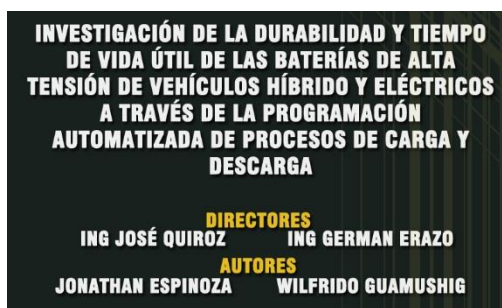 INVESTIGACIÓN DE LA DURABILIDAD Y TIEMPO
DE VIDA ÚTIL DE LAS BATERÍAS DE ALTA
TENSIÓN DE VEHÍCULOS HÍBRIDO Y ELÉCTRICOS
A TRAVÉS DE LA PROGRAMACIÓN
AUTOMATIZADA DE PROCESOS DE CARGA Y
DESCARGA
DIRECTORES
ING JOSÉ QUIROZ ING GERMAN ERAZO
AUTORES
JONATHAN ESPINOZA WILFRIDO GUAMUSHIG